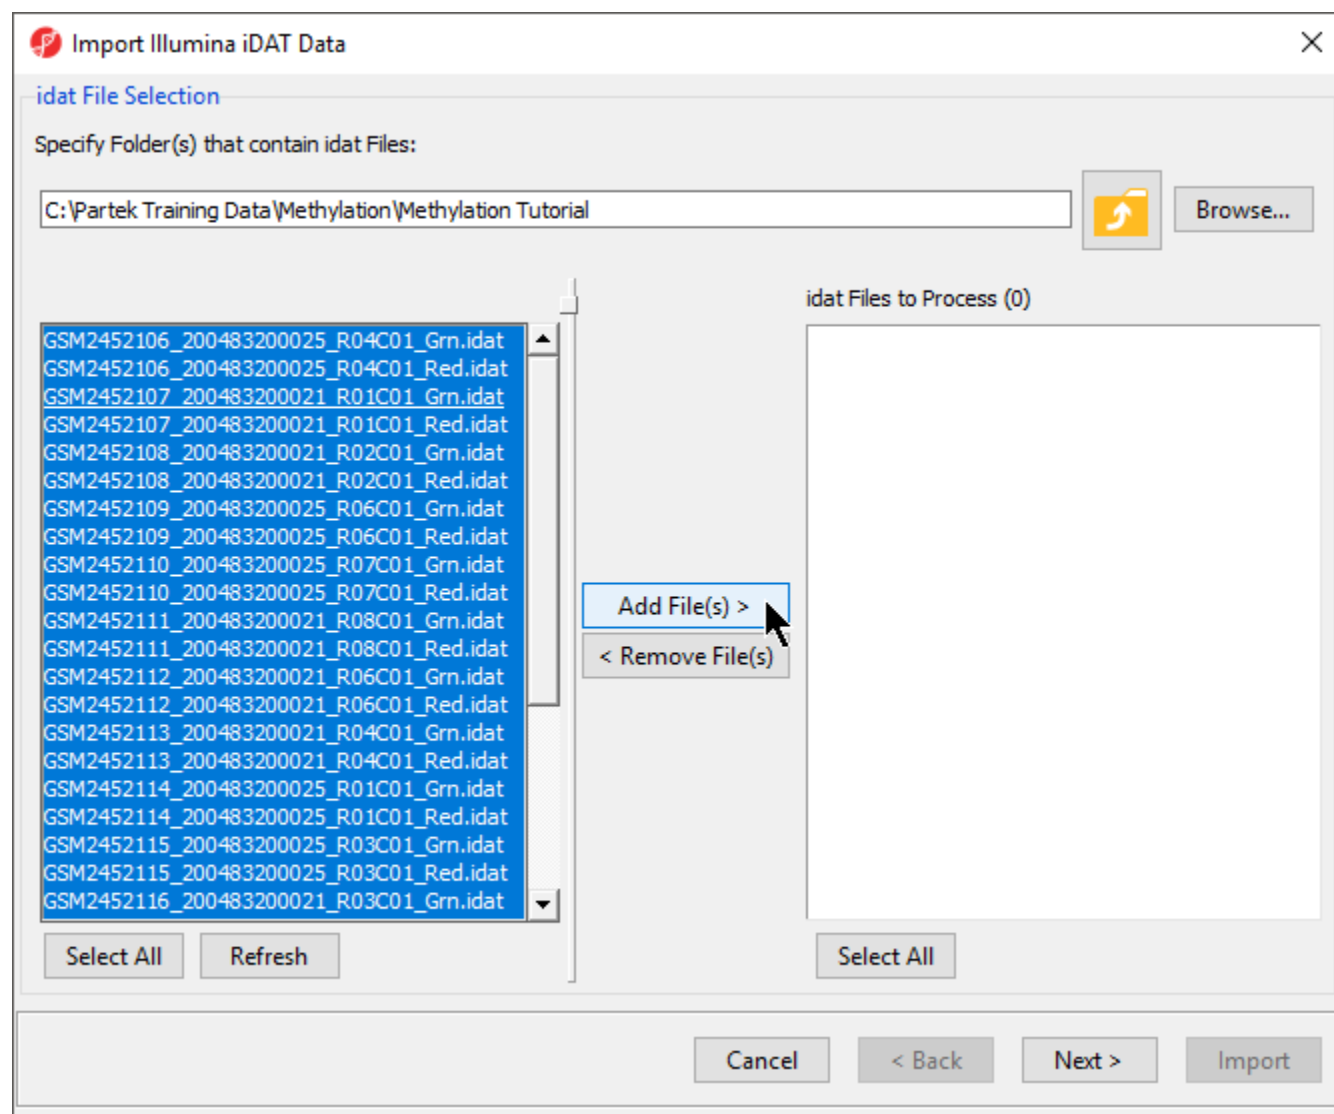 Import Illumina iDAT Data
idat File Selection
Specify Folder(s) that contain idat Files:
C:\Partek Training Data\Methylation\Methylation Tutorial
Browse...
idat Files to Process (0)
GSM2452106_200483200025_R04C01_Grn.idat
GSM2452106_200483200025_R04C01_Red.idat
GSM2452107_200483200021_R01C01_Grn.idat
GSM2452107_200483200021_R01C01_Red.idat
GSM2452108_200483200021_R02C01_Grn.idat
GSM2452108_200483200021_R02C01_Red.idat
GSM2452109_200483200025_R06C01_Grn.idat
GSM2452109_200483200025_R06C01_Red.idat
GSM2452110_200483200025_R07C01_Grn.idat
GSM2452110_200483200025_R07C01_Red.idat
GSM2452111_200483200021_R08C01_Grn.idat
GSM2452111_200483200021_R08C01_Red.idat
GSM2452112_200483200021_R06C01_Grn.idat
GSM2452112_200483200021_R06C01_Red.idat
GSM2452113_200483200021_R04C01_Grn.idat
GSM2452113_200483200021_R04C01_Red.idat
GSM2452114_200483200025_R01C01_Grn.idat
GSM2452114_200483200025_R01C01_Red.idat
GSM2452115_200483200025_R03C01_Grn.idat
GSM2452115_200483200025_R03C01_Red.idat
GSM2452116_200483200021_R03C01_Grn.idat
Add File(s) >
< Remove File(s)
Select All
Refresh
Select All
Cancel
< Back
Next >
Import